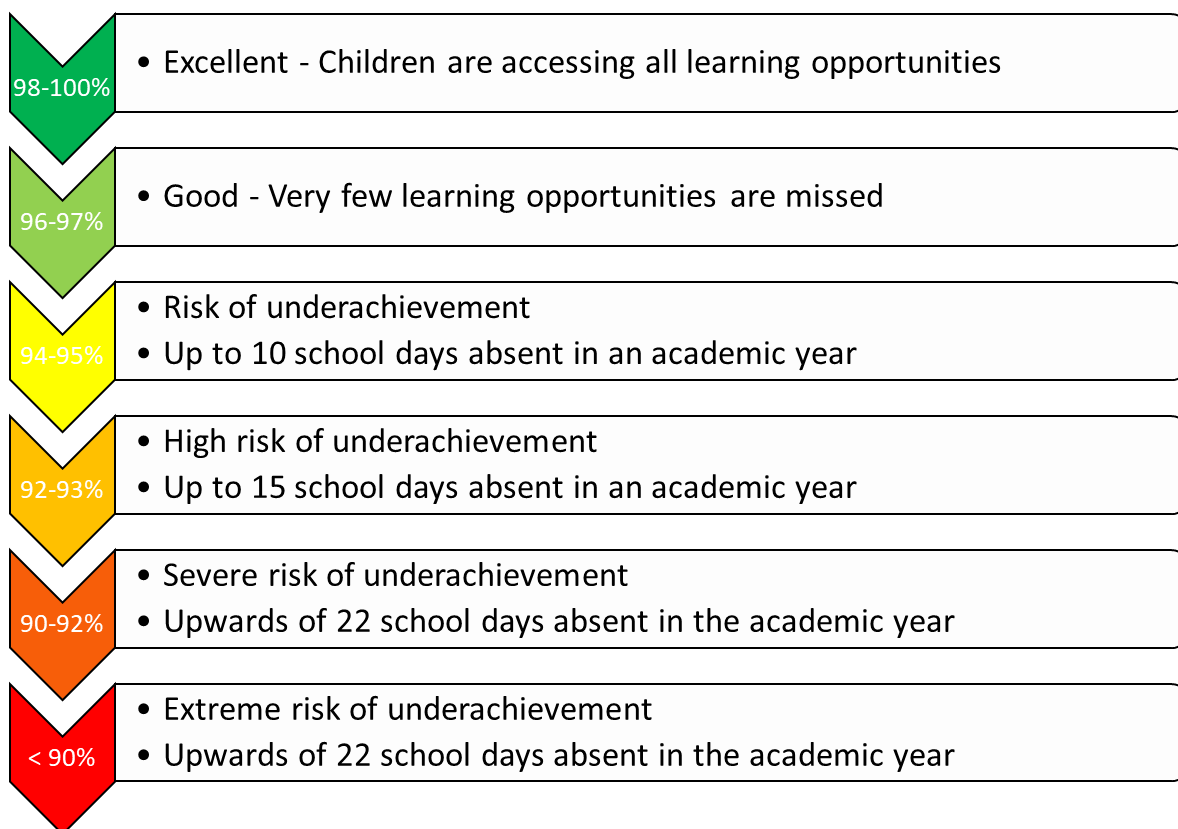 98-100%
• Excellent - Children are accessing all learning opportunities
96-97%
• Good - Very few learning opportunities are missed
94-95%
• Risk of underachievement
• Up to 10 school days absent in an academic year
92-93%
• High risk of underachievement
• Up to 15 school days absent in an academic year
90-92%
• Severe risk of underachievement
• Upwards of 22 school days absent in the academic year
< 90%
• Extreme risk of underachievement
• Upwards of 22 school days absent in the academic year